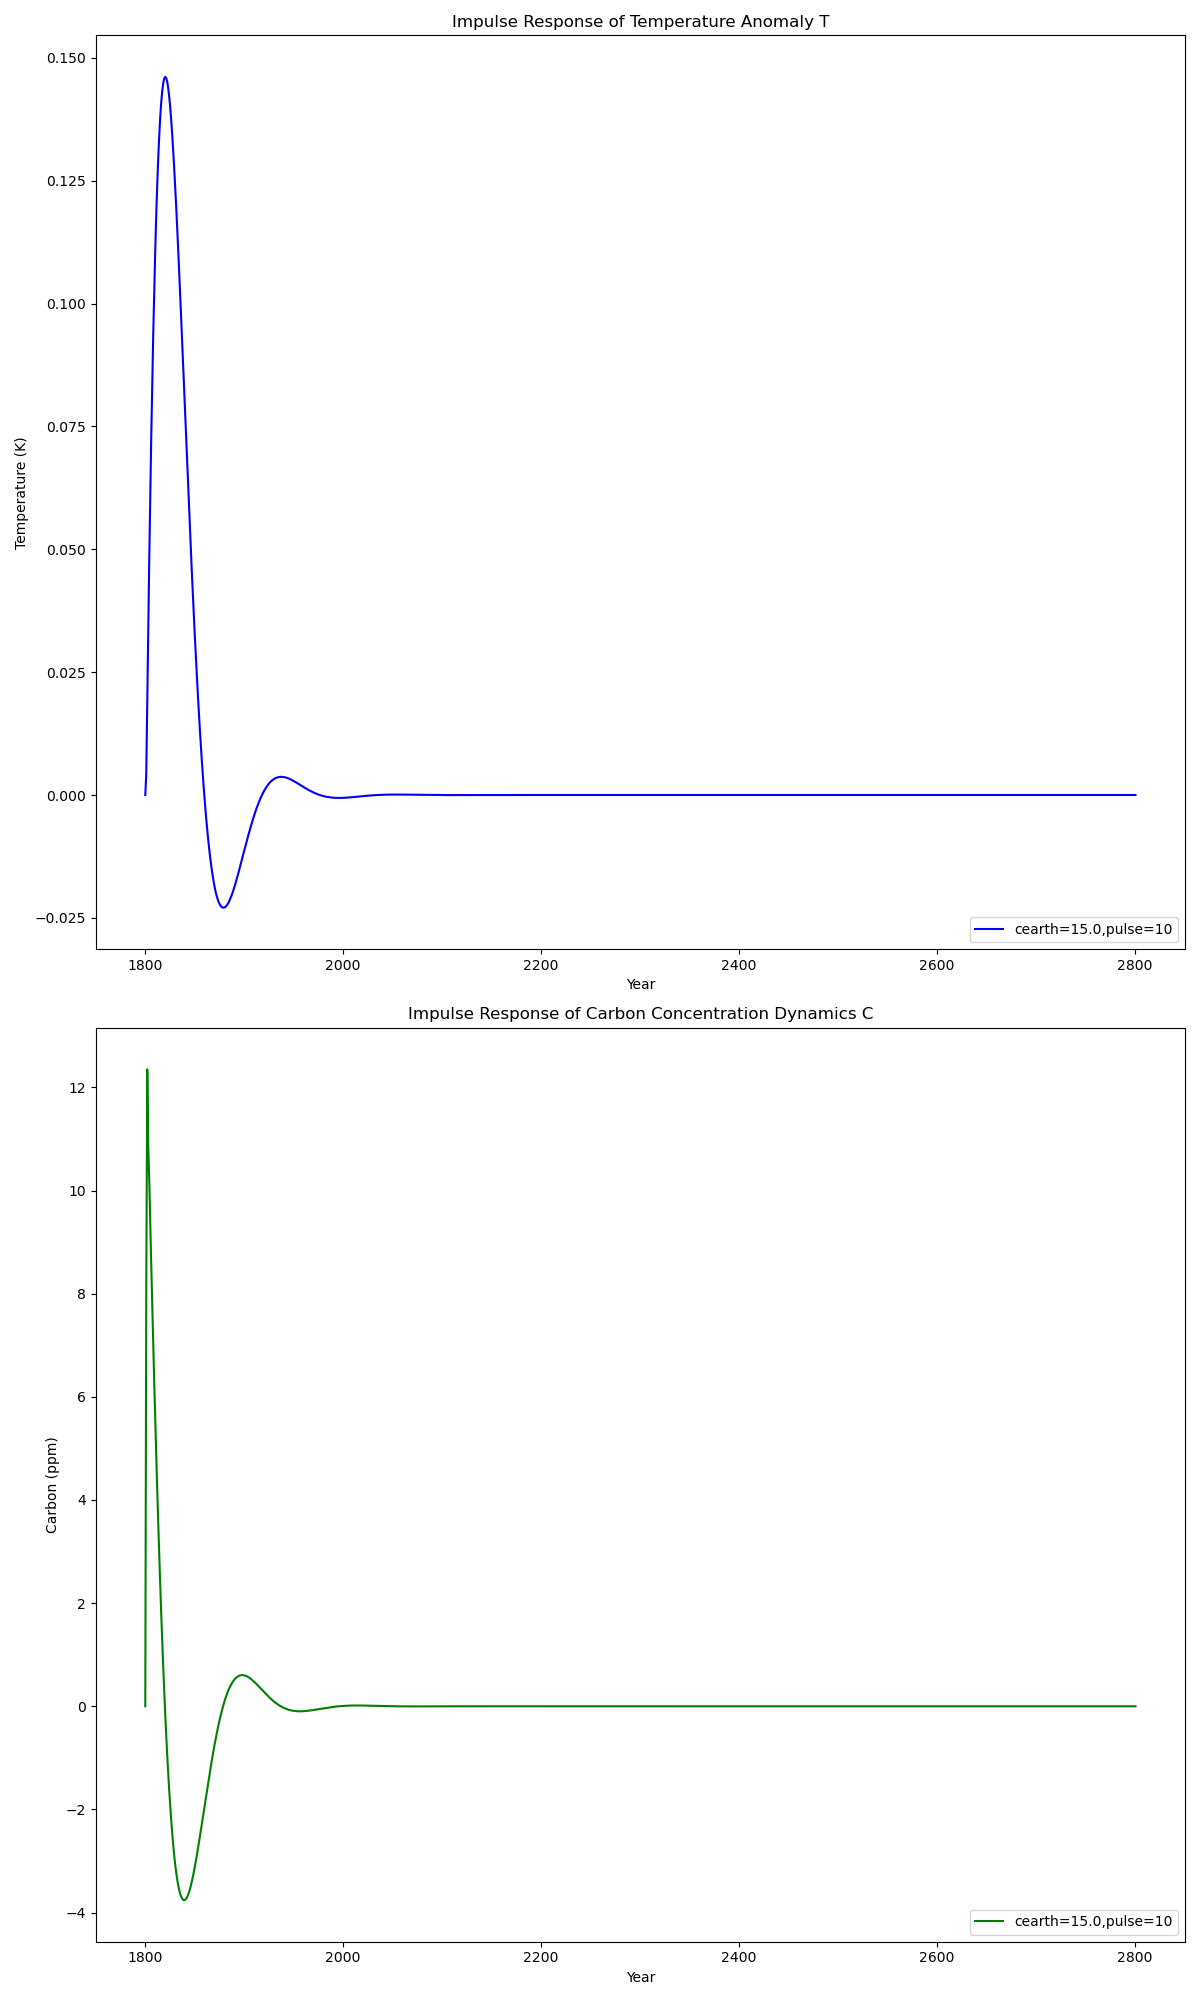 Impulse Response of Temperature Anomaly T
0.150
0.125
0.100
0.075
0.050
0.025
0.000
−0.025
Temperature (K)
cearth=15.0,pulse=10
1800 2000 2200 2400 2600 2800
Year
Impulse Response of Carbon Concentration Dynamics C
12
10
8
6
4
2
0
−2
−4
Carbon (ppm)
cearth=15.0,pulse=10
1800 2000 2200 2400 2600 2800
Year